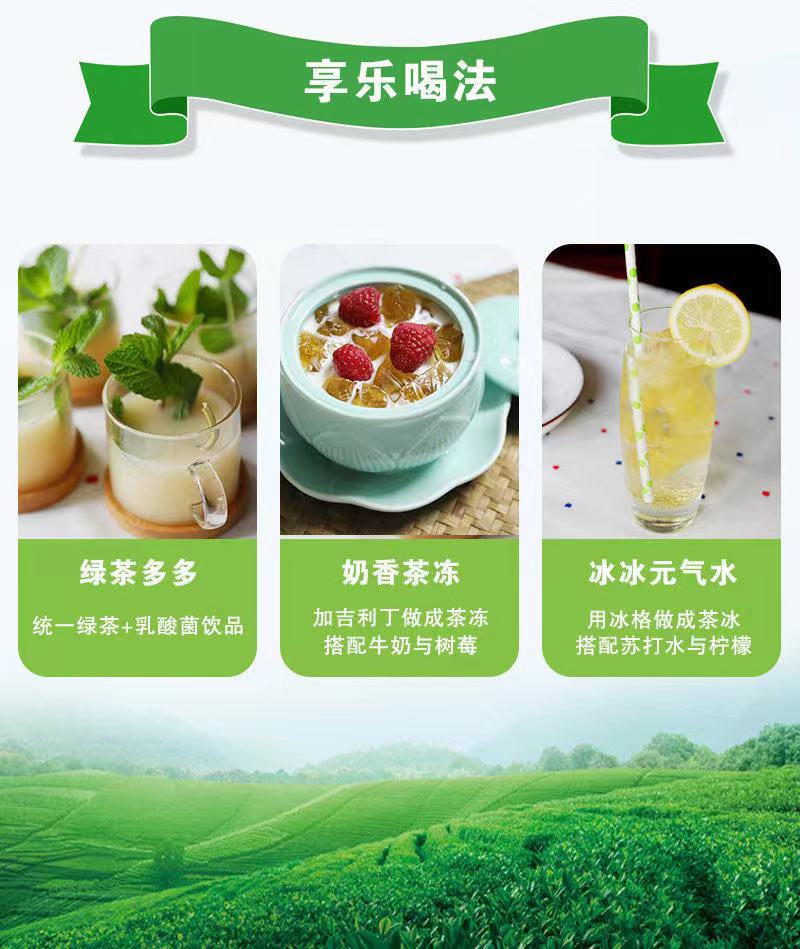 享乐喝法
绿茶多多
统一绿茶+乳酸菌饮品
奶香茶冻
加吉利丁做成茶冻
搭配牛奶与树莓
冰冰元气水
用冰格做成茶冰
搭配苏打水与柠檬